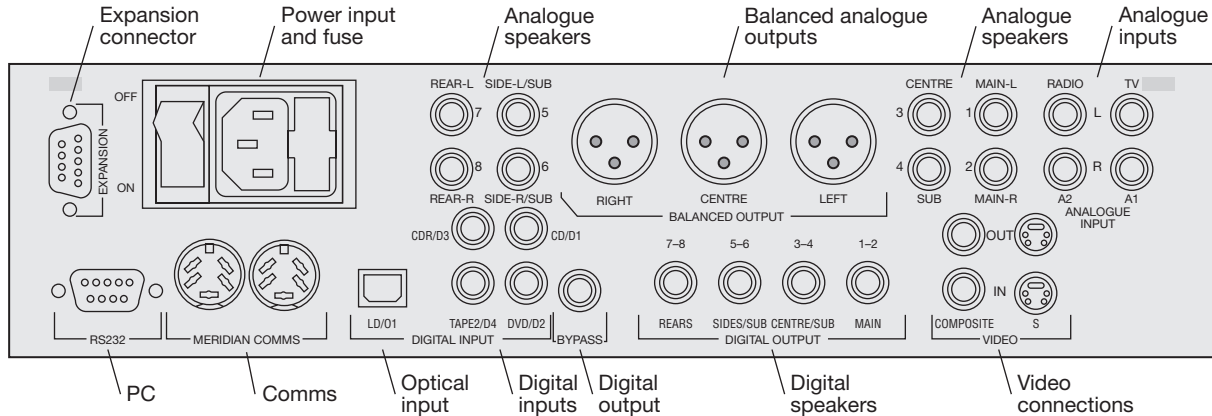 Expansion
connector
Power input
and fuse
Analogue
speakers
Balanced analogue
outputs
Analogue
speakers
Analogue
inputs
OFF
ON
EXPANSION
REAR-L
SIDE-L/SUB
7
5
8
6
REAR-R
SIDE-R/SUB
RIGHT
CENTRE
LEFT
BALANCED OUTPUT
CENTRE
MAIN-L
RADIO
TV
3
1
L
4
2
R
SUB
MAIN-R
A2
A1
ANALOGUE
INPUT
CDR/D3
CD/D1
7–8
5–6
3–4
1–2
OUT
IN
LD/O1
TAPE2/D4
DVD/D2
REARS
SIDES/SUB
CENTRE/SUB
MAIN
COMPOSITE
S
RS232
MERIDIAN COMMS
DIGITAL INPUT
BYPASS
DIGITAL OUTPUT
VIDEO
PC
Comms
Optical
input
Digital
inputs
Digital
output
Digital
speakers
Video
connections